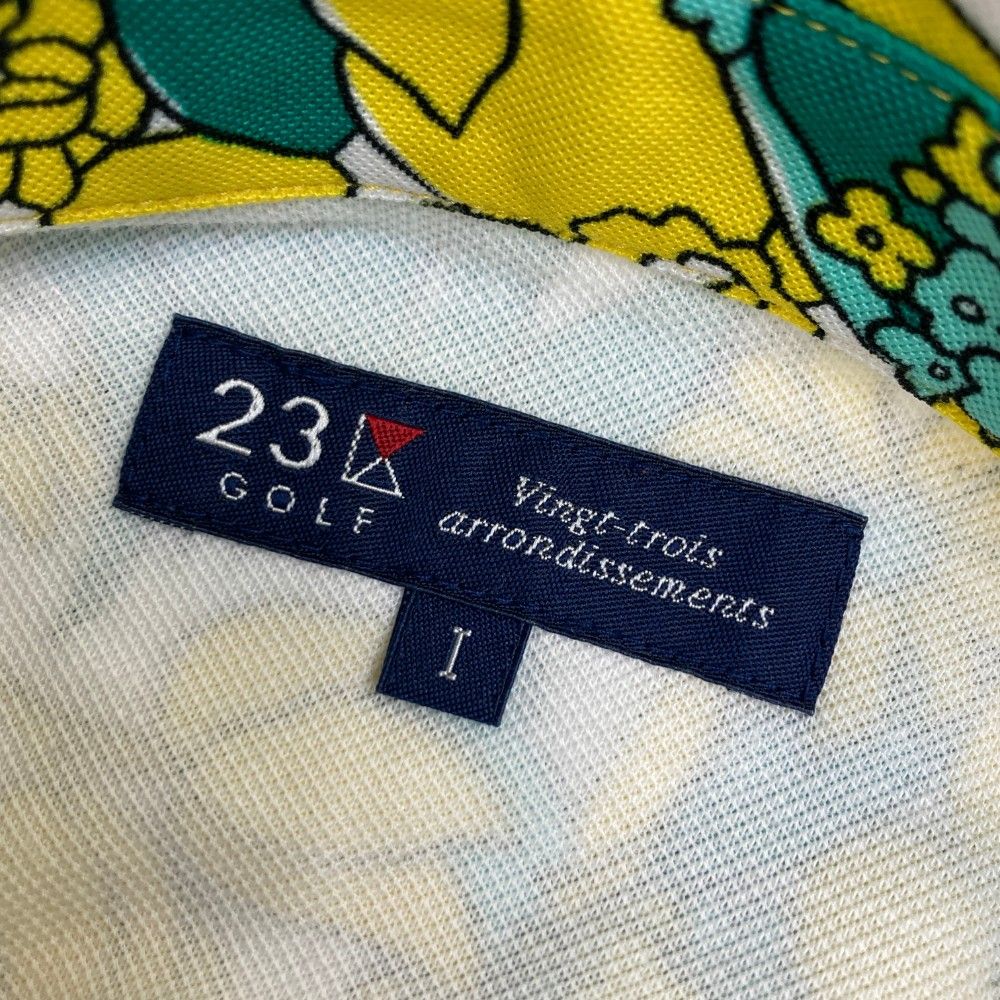 23
GOLF
Vingt-trois
arrondissements
I